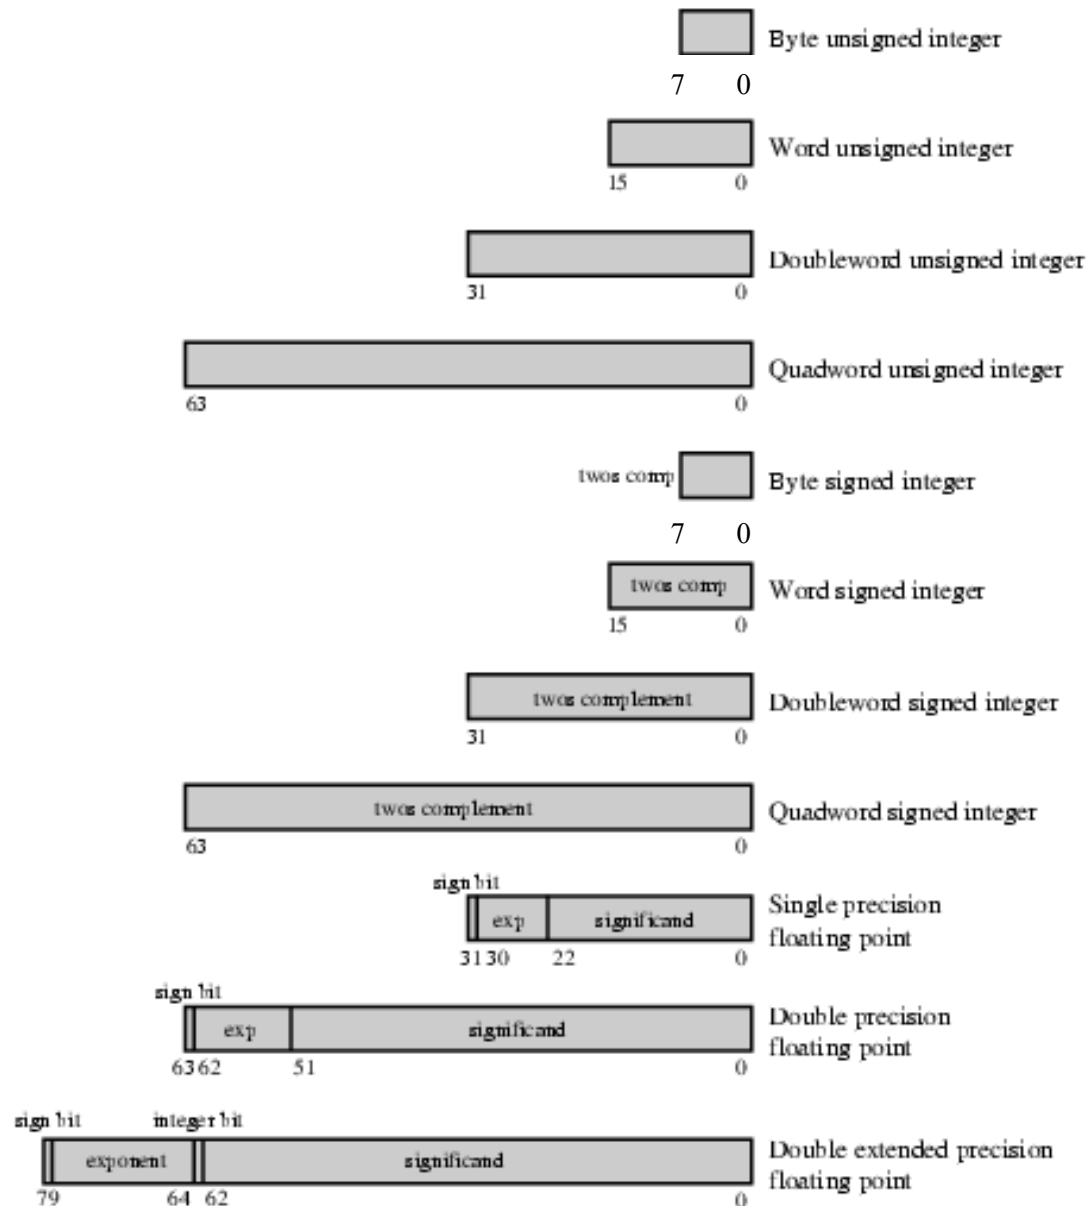 Byte unsigned integer
7 0
Word unsigned integer
15 0
Doubleword unsigned integer
31 0
Quadword unsigned integer
63 0
twos comp Byte signed integer
7 0
twos comp Word signed integer
15 0
twos complement Doubleword signed integer
31 0
twos complement Quadword signed integer
63 0
sign bit
exp significand Single precision
floating point
31 30 22 0
sign bit
exp significand Double precision
floating point
63 62 51 0
sign bit integer bit
exponent significand Double extended precision
floating point
79 64 62 0